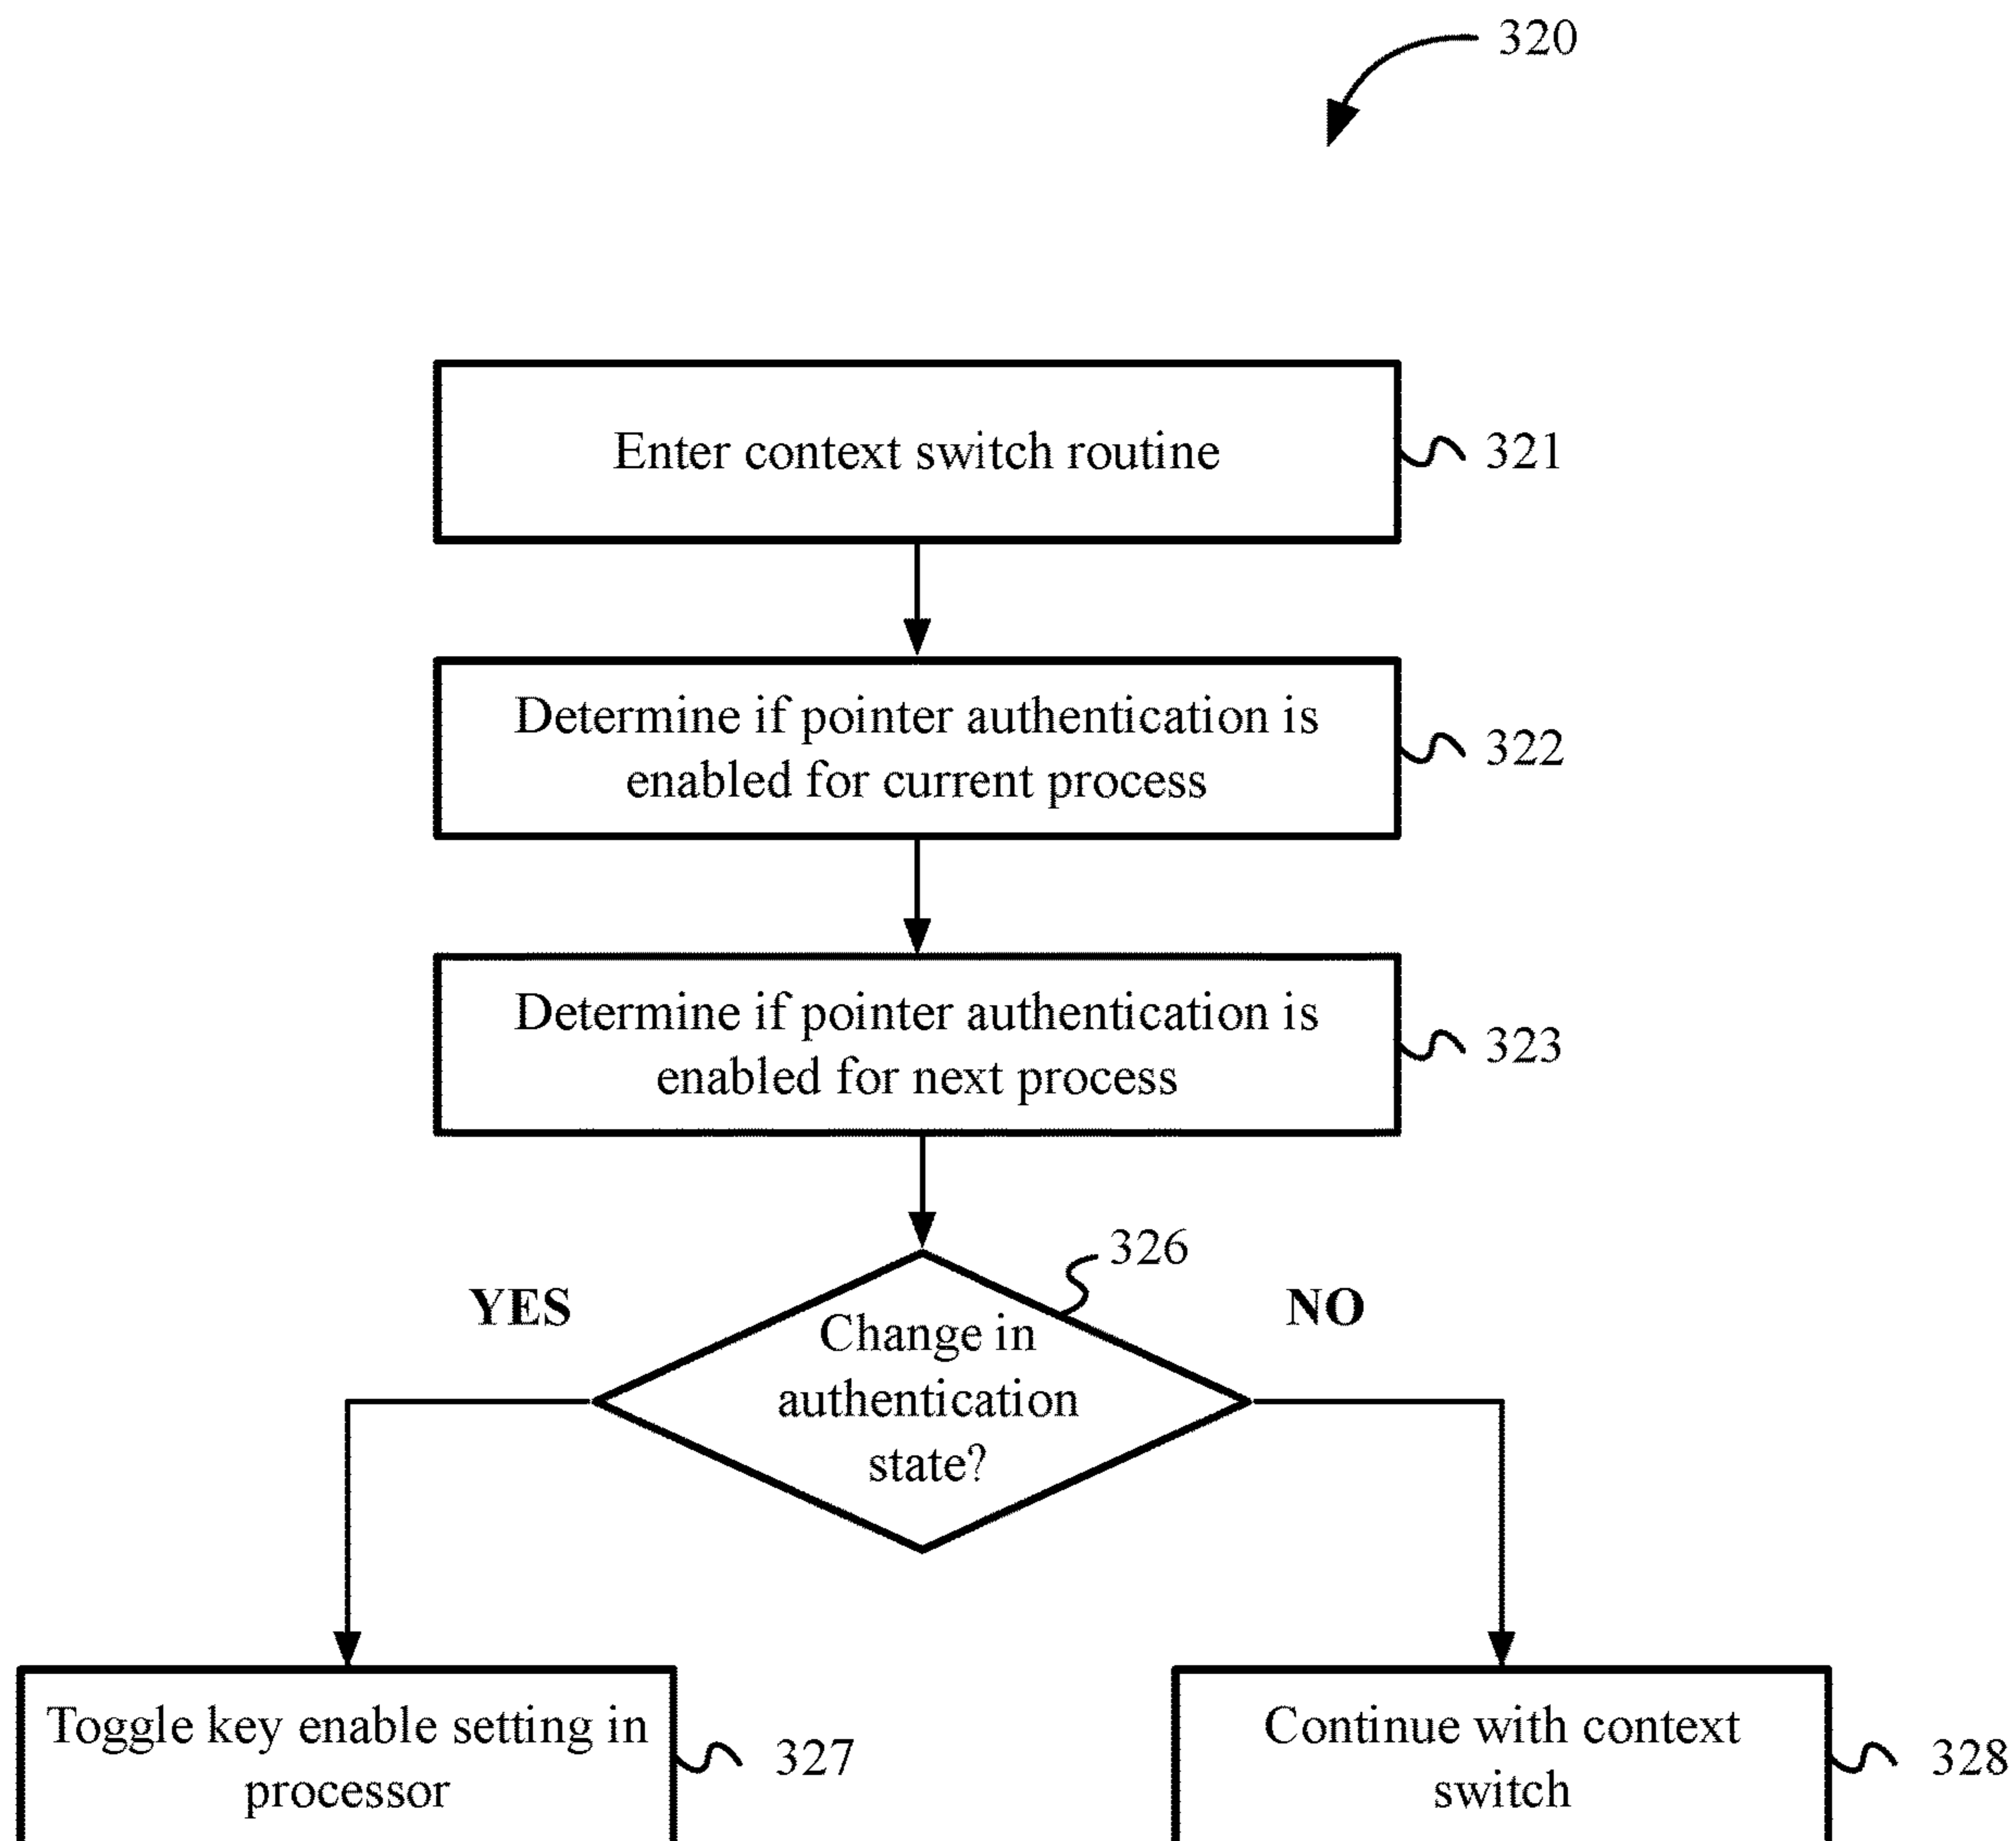 320
Enter context switch routine
321
Determine if pointer authentication is
enabled for current process
322
Determine if pointer authentication is
enabled for next process
323
326
YES
NO
Change in
authentication
state?
Toggle key enable setting in
processor
327
Continue with context
switch
328